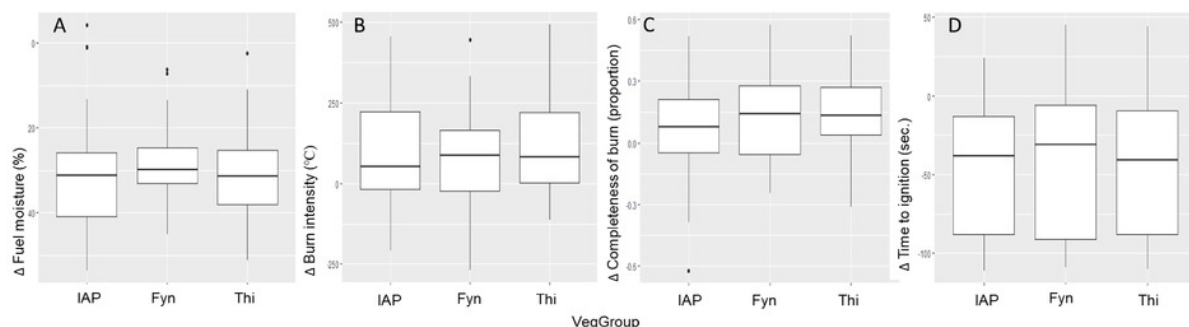 A
B
C
D
Δ Fuel moisture (%)
0
20
40
IAP Fyn Thi
Δ Burn intensity (°C)
500
250
0
-250
IAP Fyn Thi
Δ Completeness of burn (proportion)
0.6
0.3
0.0
-0.3
-0.6
IAP Fyn Thi
Δ Time to ignition (sec.)
50
0
-50
-100
IAP Fyn Thi
VegGroup